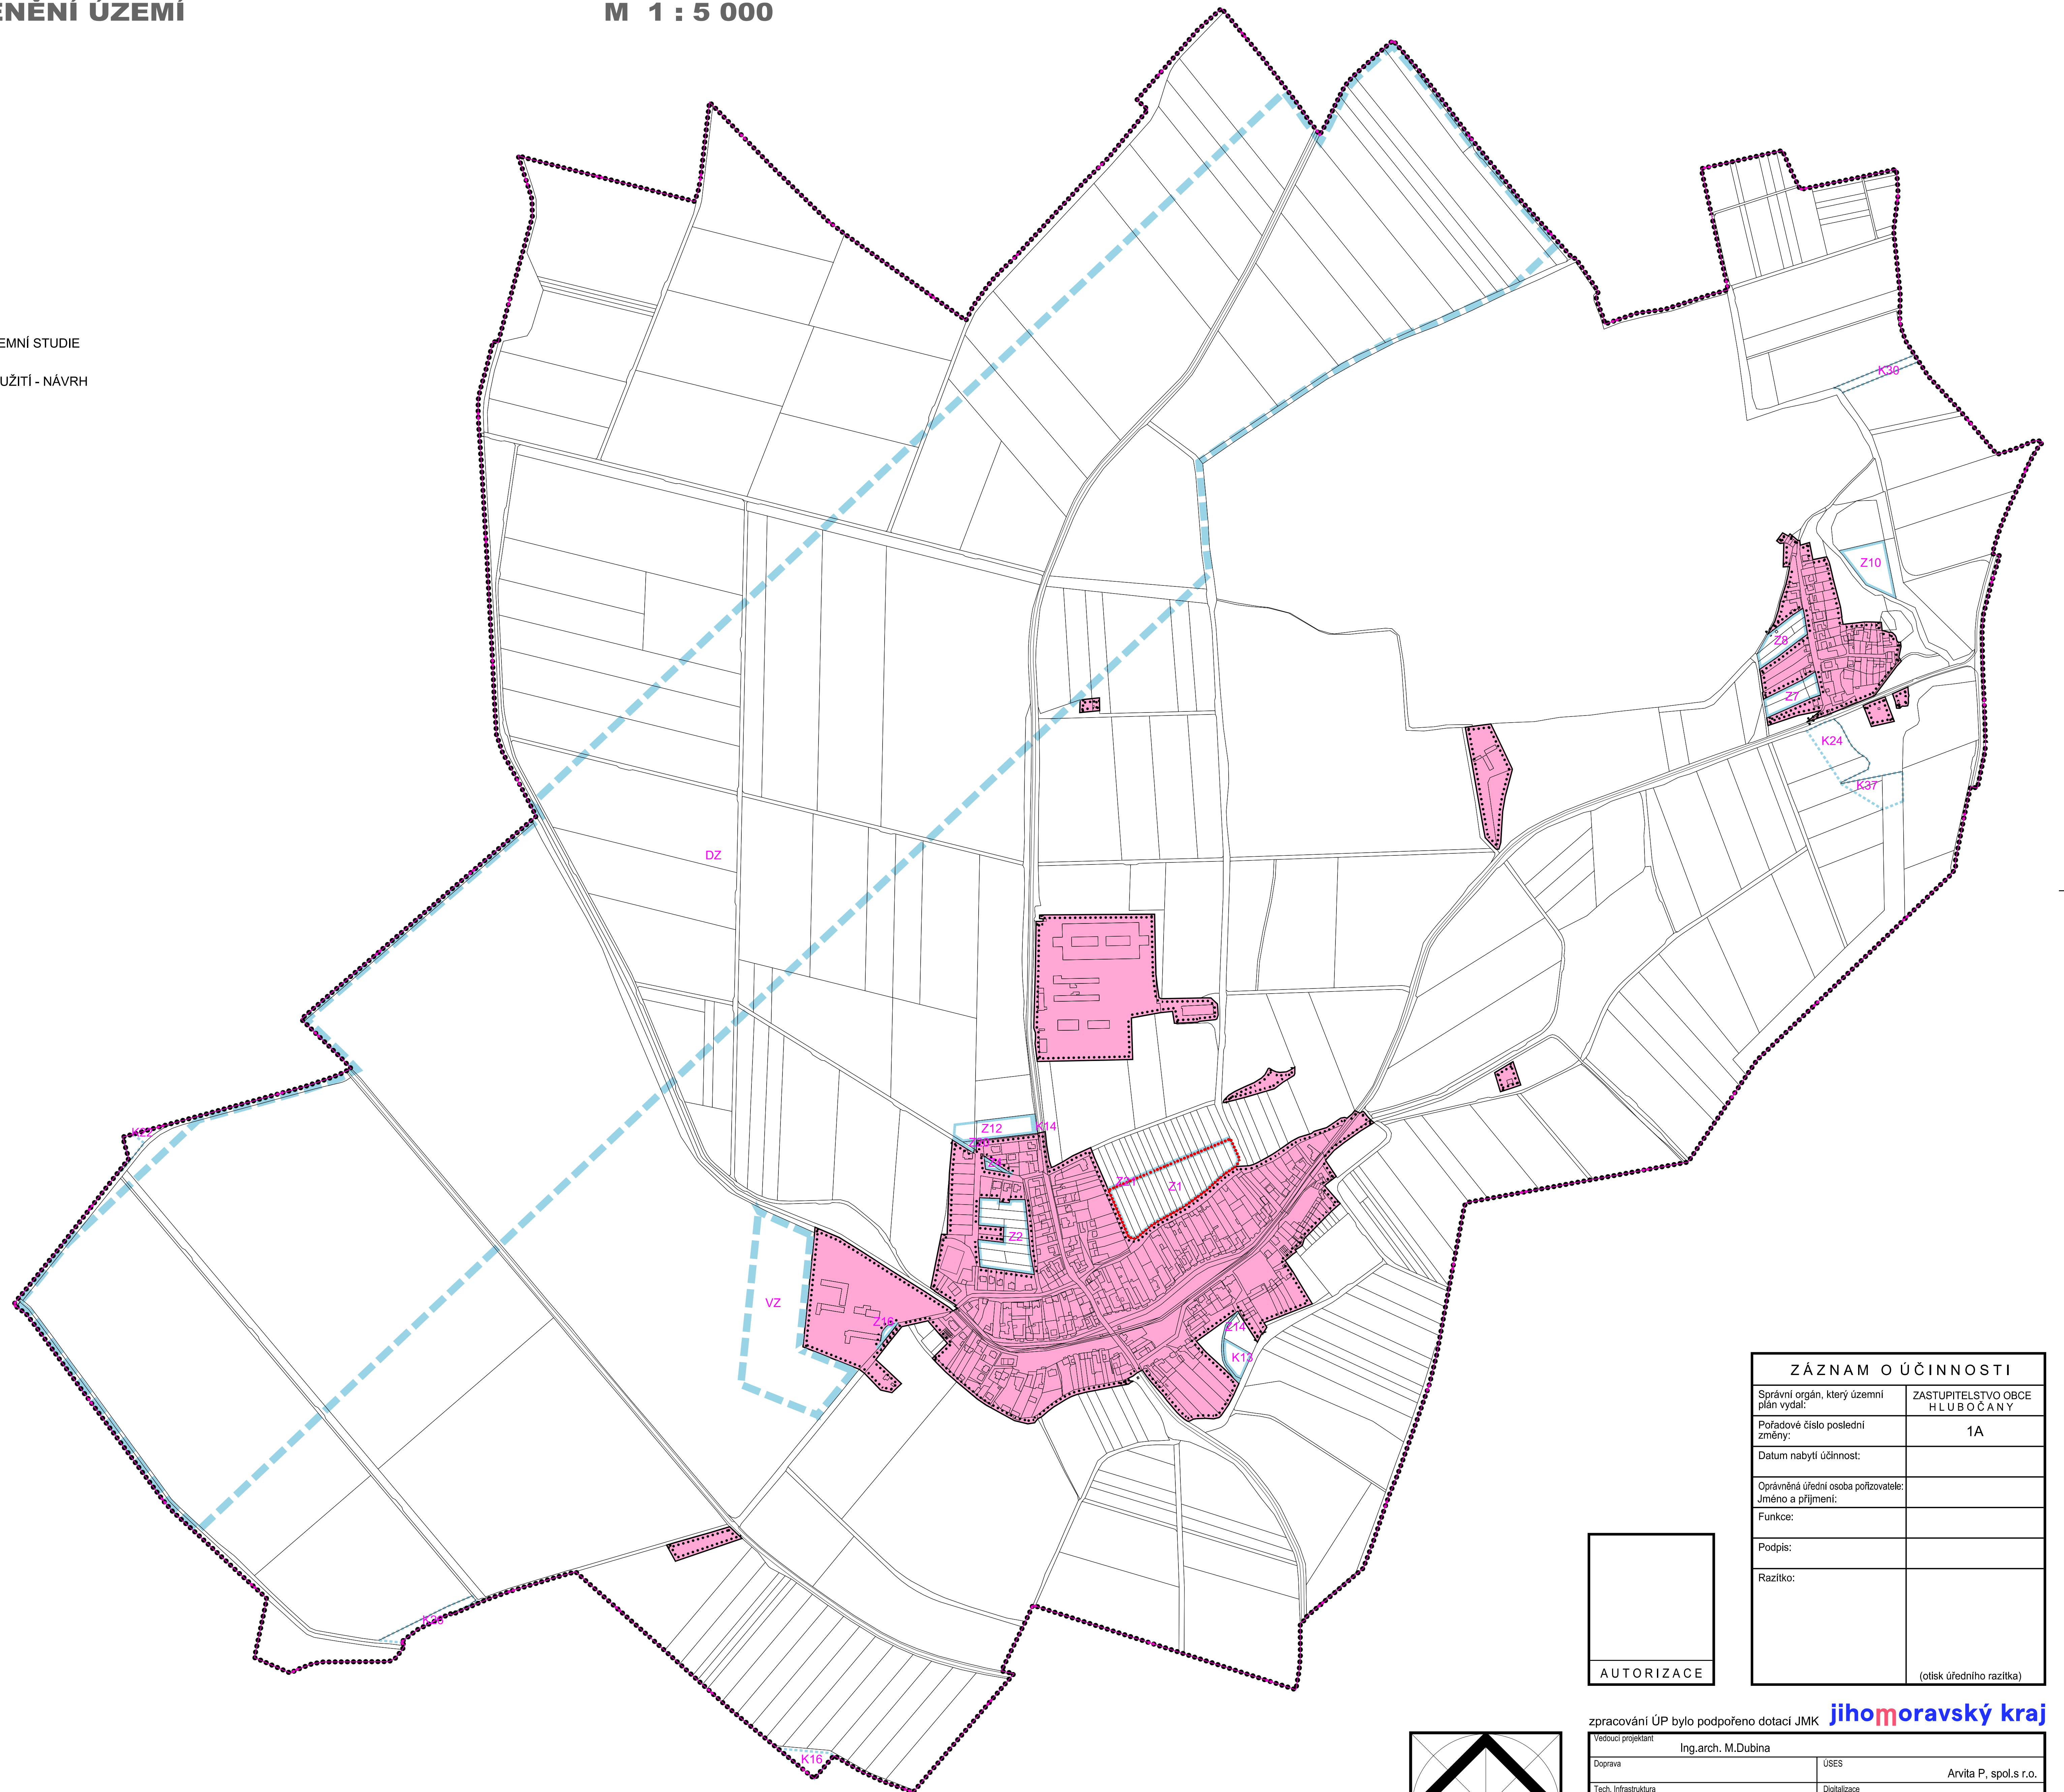 ENĚNÍ ÚZEMÍ
M 1 : 5 000
EMNÍ STUDIE
UŽITÍ - NÁVRH
K30
Z10
Z8
Z7
K24
K37
DZ
K22
Z12
K14
Z1
Z2
VZ
Z14
K13
K16
ZÁZNAM O ÚČINNOSTI
Správní orgán, který územní
plán vydal:
ZASTUPITELSTVO OBCE
HLUBOČANY
Pořadové číslo poslední
změny:
1A
Datum nabytí účinnost:
Oprávněná úřední osoba pořizovatele:
Jméno a příjmení:
Funkce:
Podpis:
Razítko:
(otisk úředního razítka)
AUTORIZACE
zpracování ÚP bylo podpořeno dotací JMK
jihomoravský kraj
Vedoucí projektant
Ing.arch. M.Dubina
Doprava
ÚSES
Arvita P, spol.s r.o.
Tech. Infrastruktura
Digitalizace